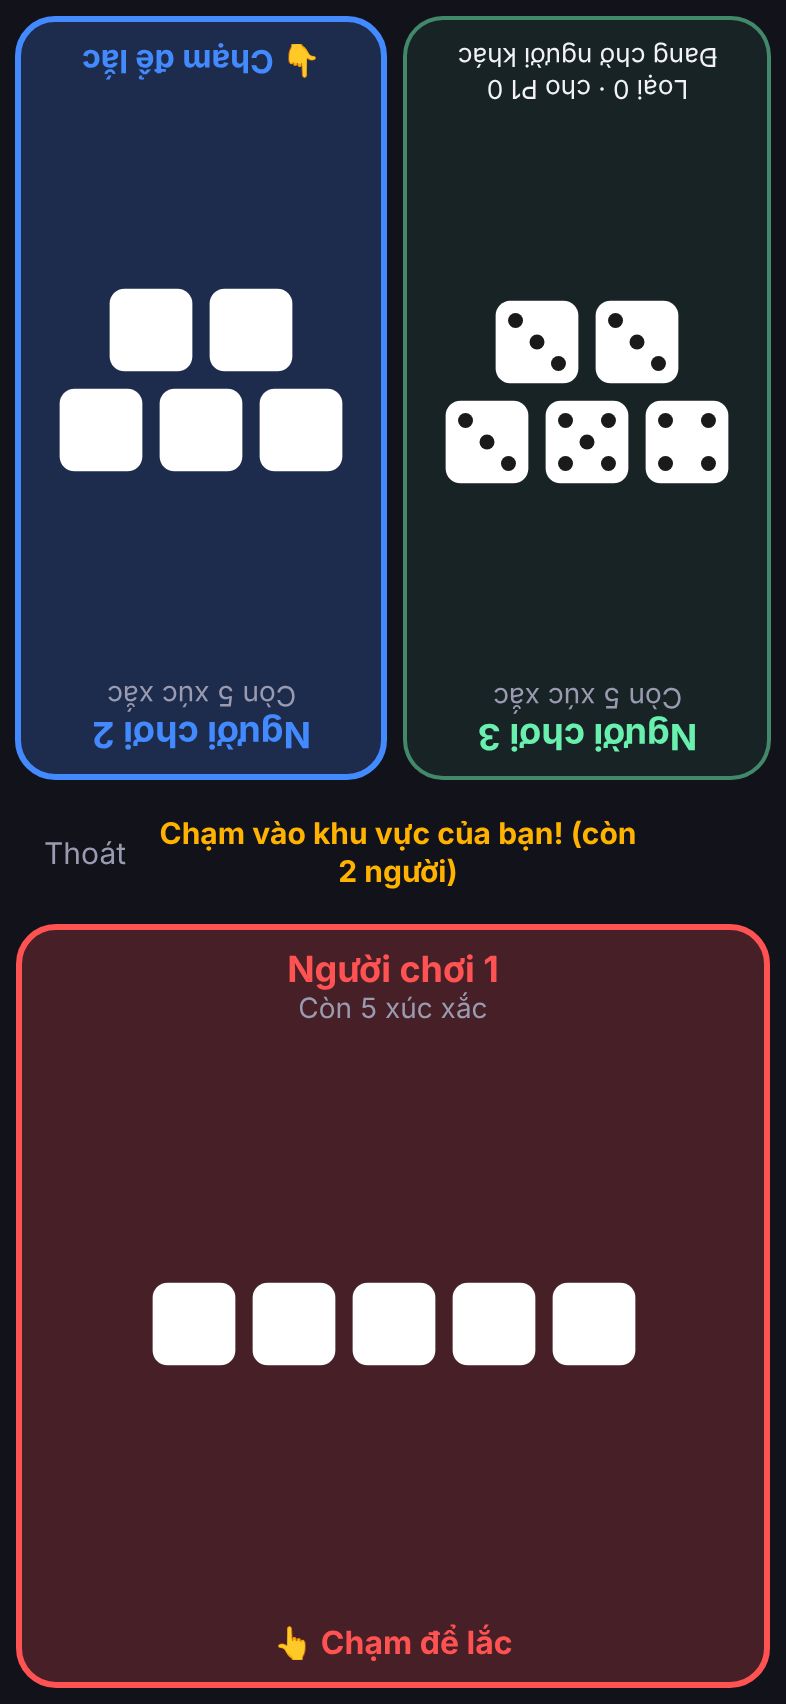 👇 Chạm để lắc
Còn 5 xúc xắc
Người chơi 2
Loại 0 · cho P1 0
Đang chờ người khác
Còn 5 xúc xắc
Người chơi 3
Thoát
Chạm vào khu vực của bạn! (còn
2 người)
Người chơi 1
Còn 5 xúc xắc
👆 Chạm để lắc